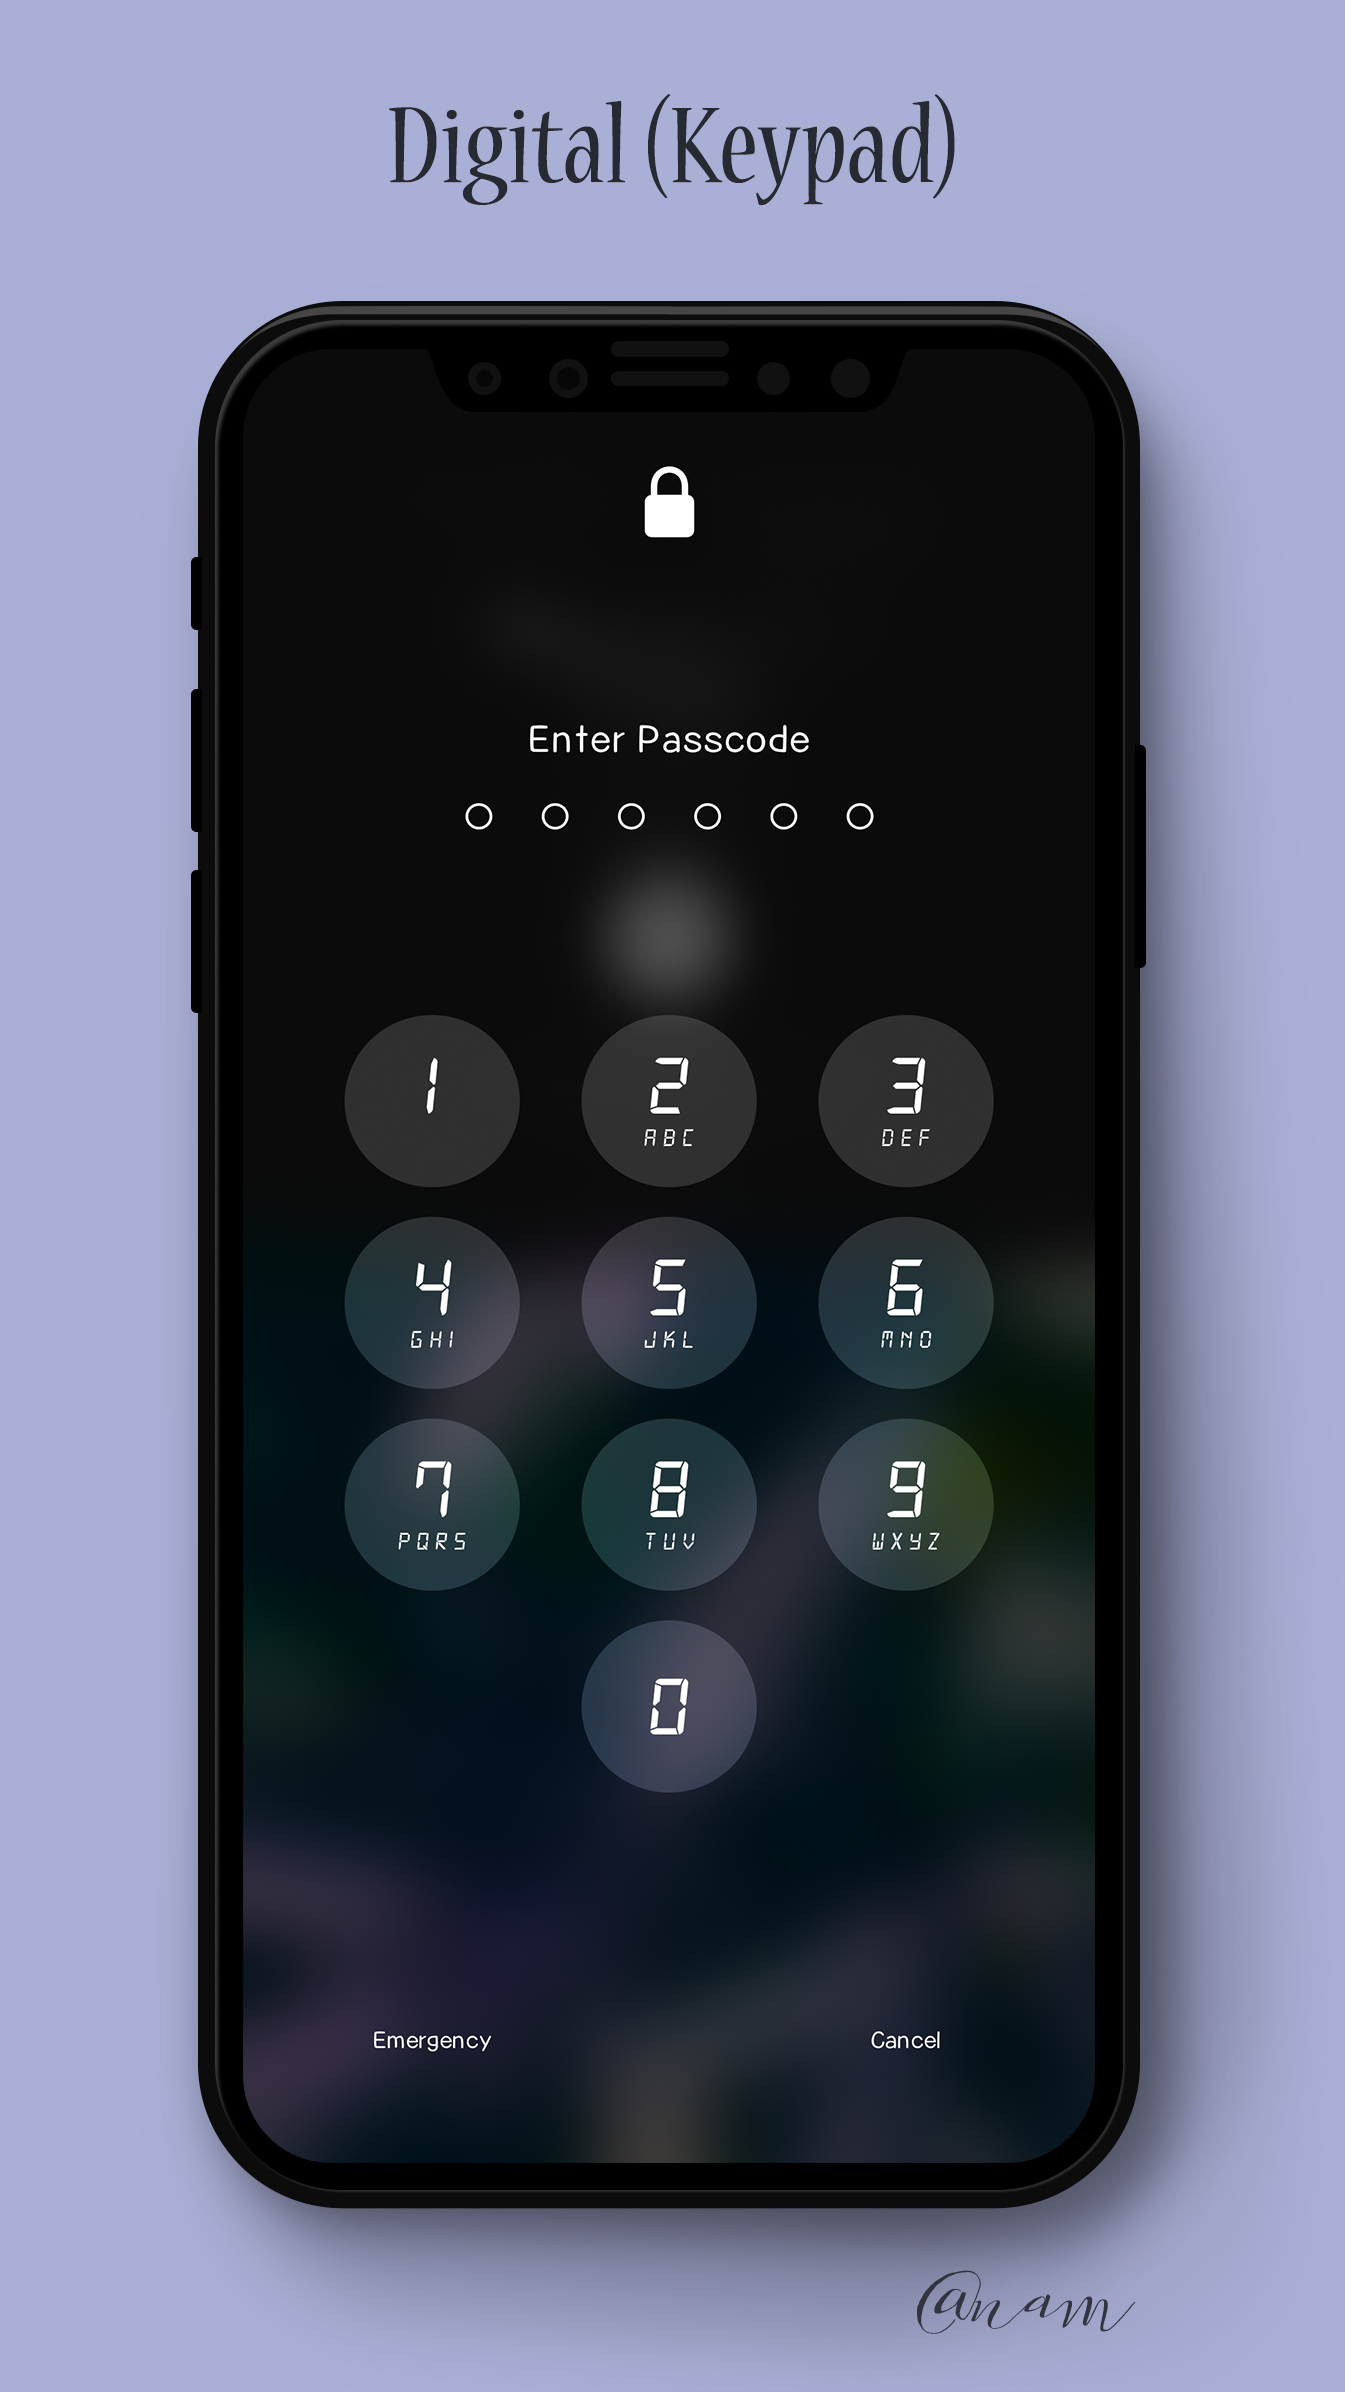 Digital (Keypad)
Enter Passcode
1 2 3
ABC DEF
4 5 6
GHI JKL MNO
7 8 9
PQRS TUV WXYZ
0
Emergency Cancel
@nam